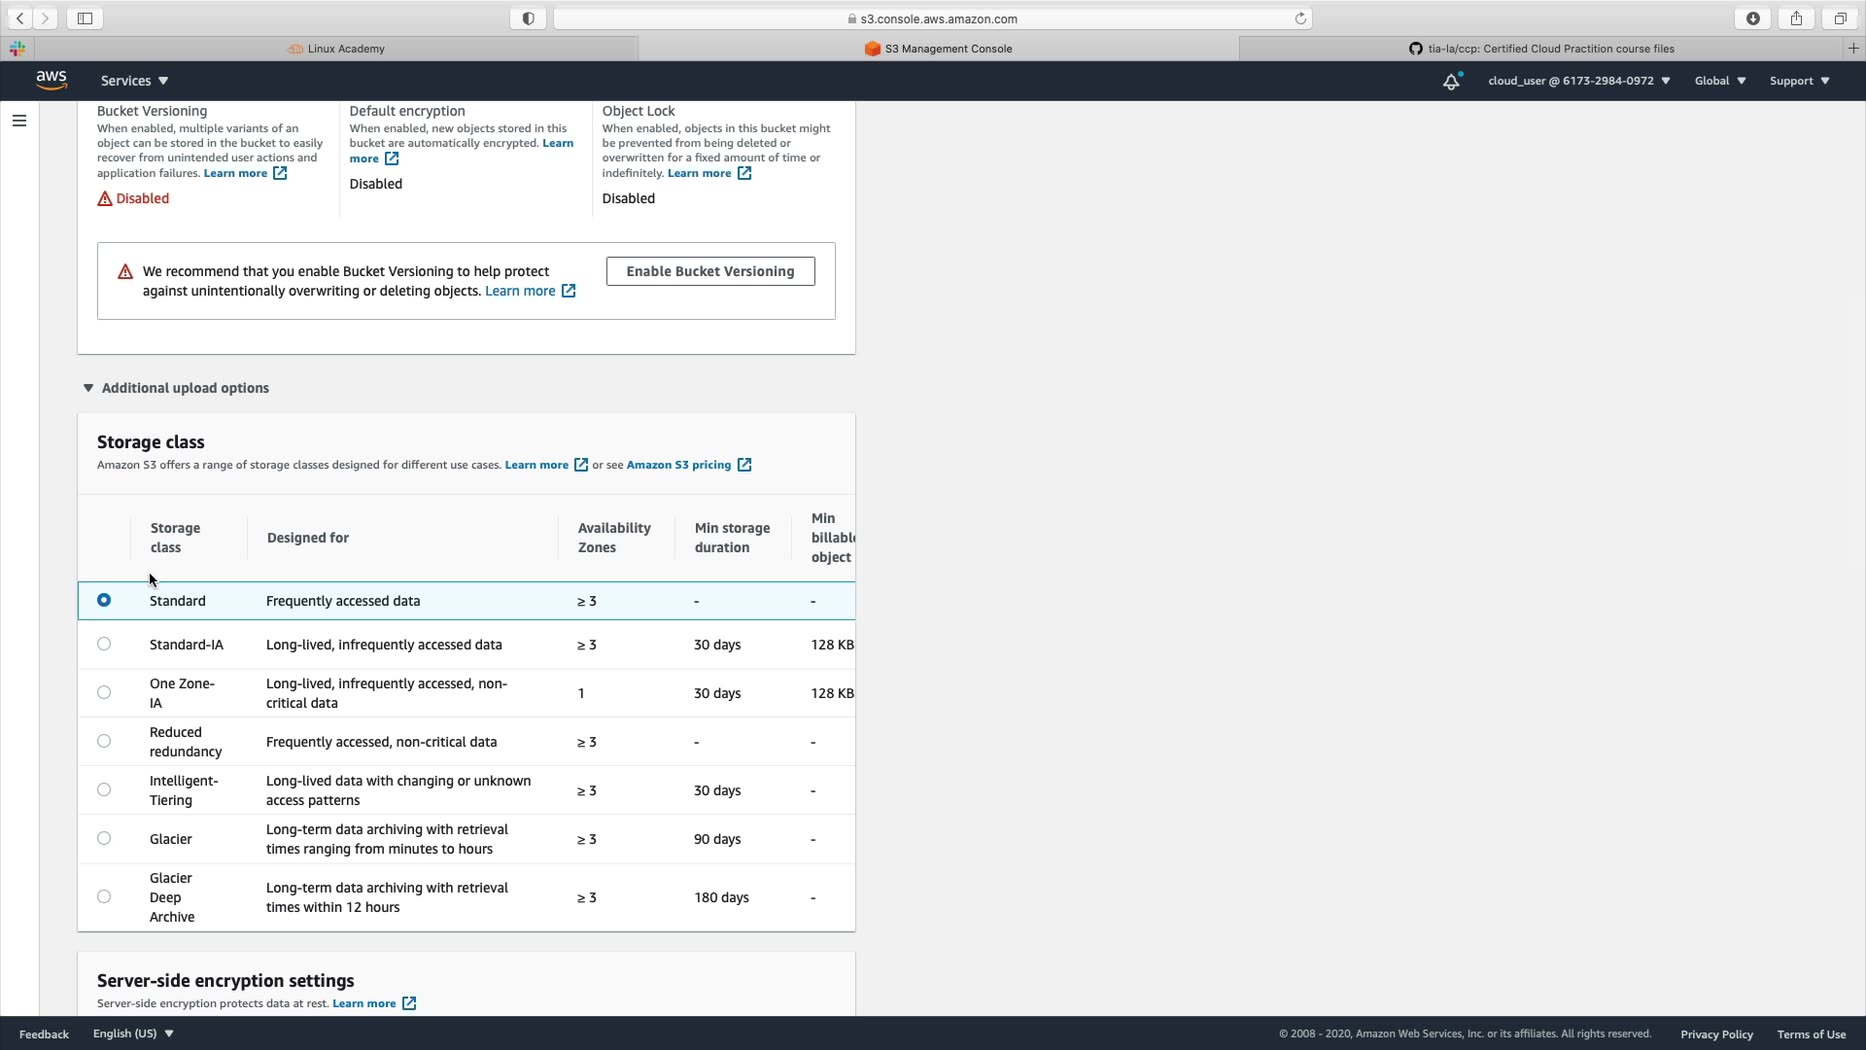 s3.console.aws.amazon.com
Linux Academy
S3 Management Console
tia-la/ccp: Certified Cloud Practition course files
aws
Services
cloud_user @ 6173-2984-0972
Global
Support
Bucket Versioning
When enabled, multiple variants of an
object can be stored in the bucket to easily
recover from unintended user actions and
application failures. Learn more
Disabled
Default encryption
When enabled, new objects stored in this
bucket are automatically encrypted. Learn
more
Disabled
Object Lock
When enabled, objects in this bucket might
be prevented from being deleted or
overwritten for a fixed amount of time or
indefinitely. Learn more
Disabled
We recommend that you enable Bucket Versioning to help protect
against unintentionally overwriting or deleting objects. Learn more
Enable Bucket Versioning
Additional upload options
Storage class
Amazon S3 offers a range of storage classes designed for different use cases. Learn more or see Amazon S3 pricing
Storage
class
Designed for
Availability
Zones
Min storage
duration
Min
billable
object
Standard
Frequently accessed data
≥ 3
-
-
Standard-IA
Long-lived, infrequently accessed data
≥ 3
30 days
128 KB
One Zone-
IA
Long-lived, infrequently accessed, non-
critical data
1
30 days
128 KB
Reduced
redundancy
Frequently accessed, non-critical data
≥ 3
-
-
Intelligent-
Tiering
Long-lived data with changing or unknown
access patterns
≥ 3
30 days
-
Glacier
Long-term data archiving with retrieval
times ranging from minutes to hours
≥ 3
90 days
-
Glacier
Deep
Archive
Long-term data archiving with retrieval
times within 12 hours
≥ 3
180 days
-
Server-side encryption settings
Server-side encryption protects data at rest. Learn more
Feedback
English (US)
© 2008 - 2020, Amazon Web Services, Inc. or its affiliates. All rights reserved.
Privacy Policy
Terms of Use